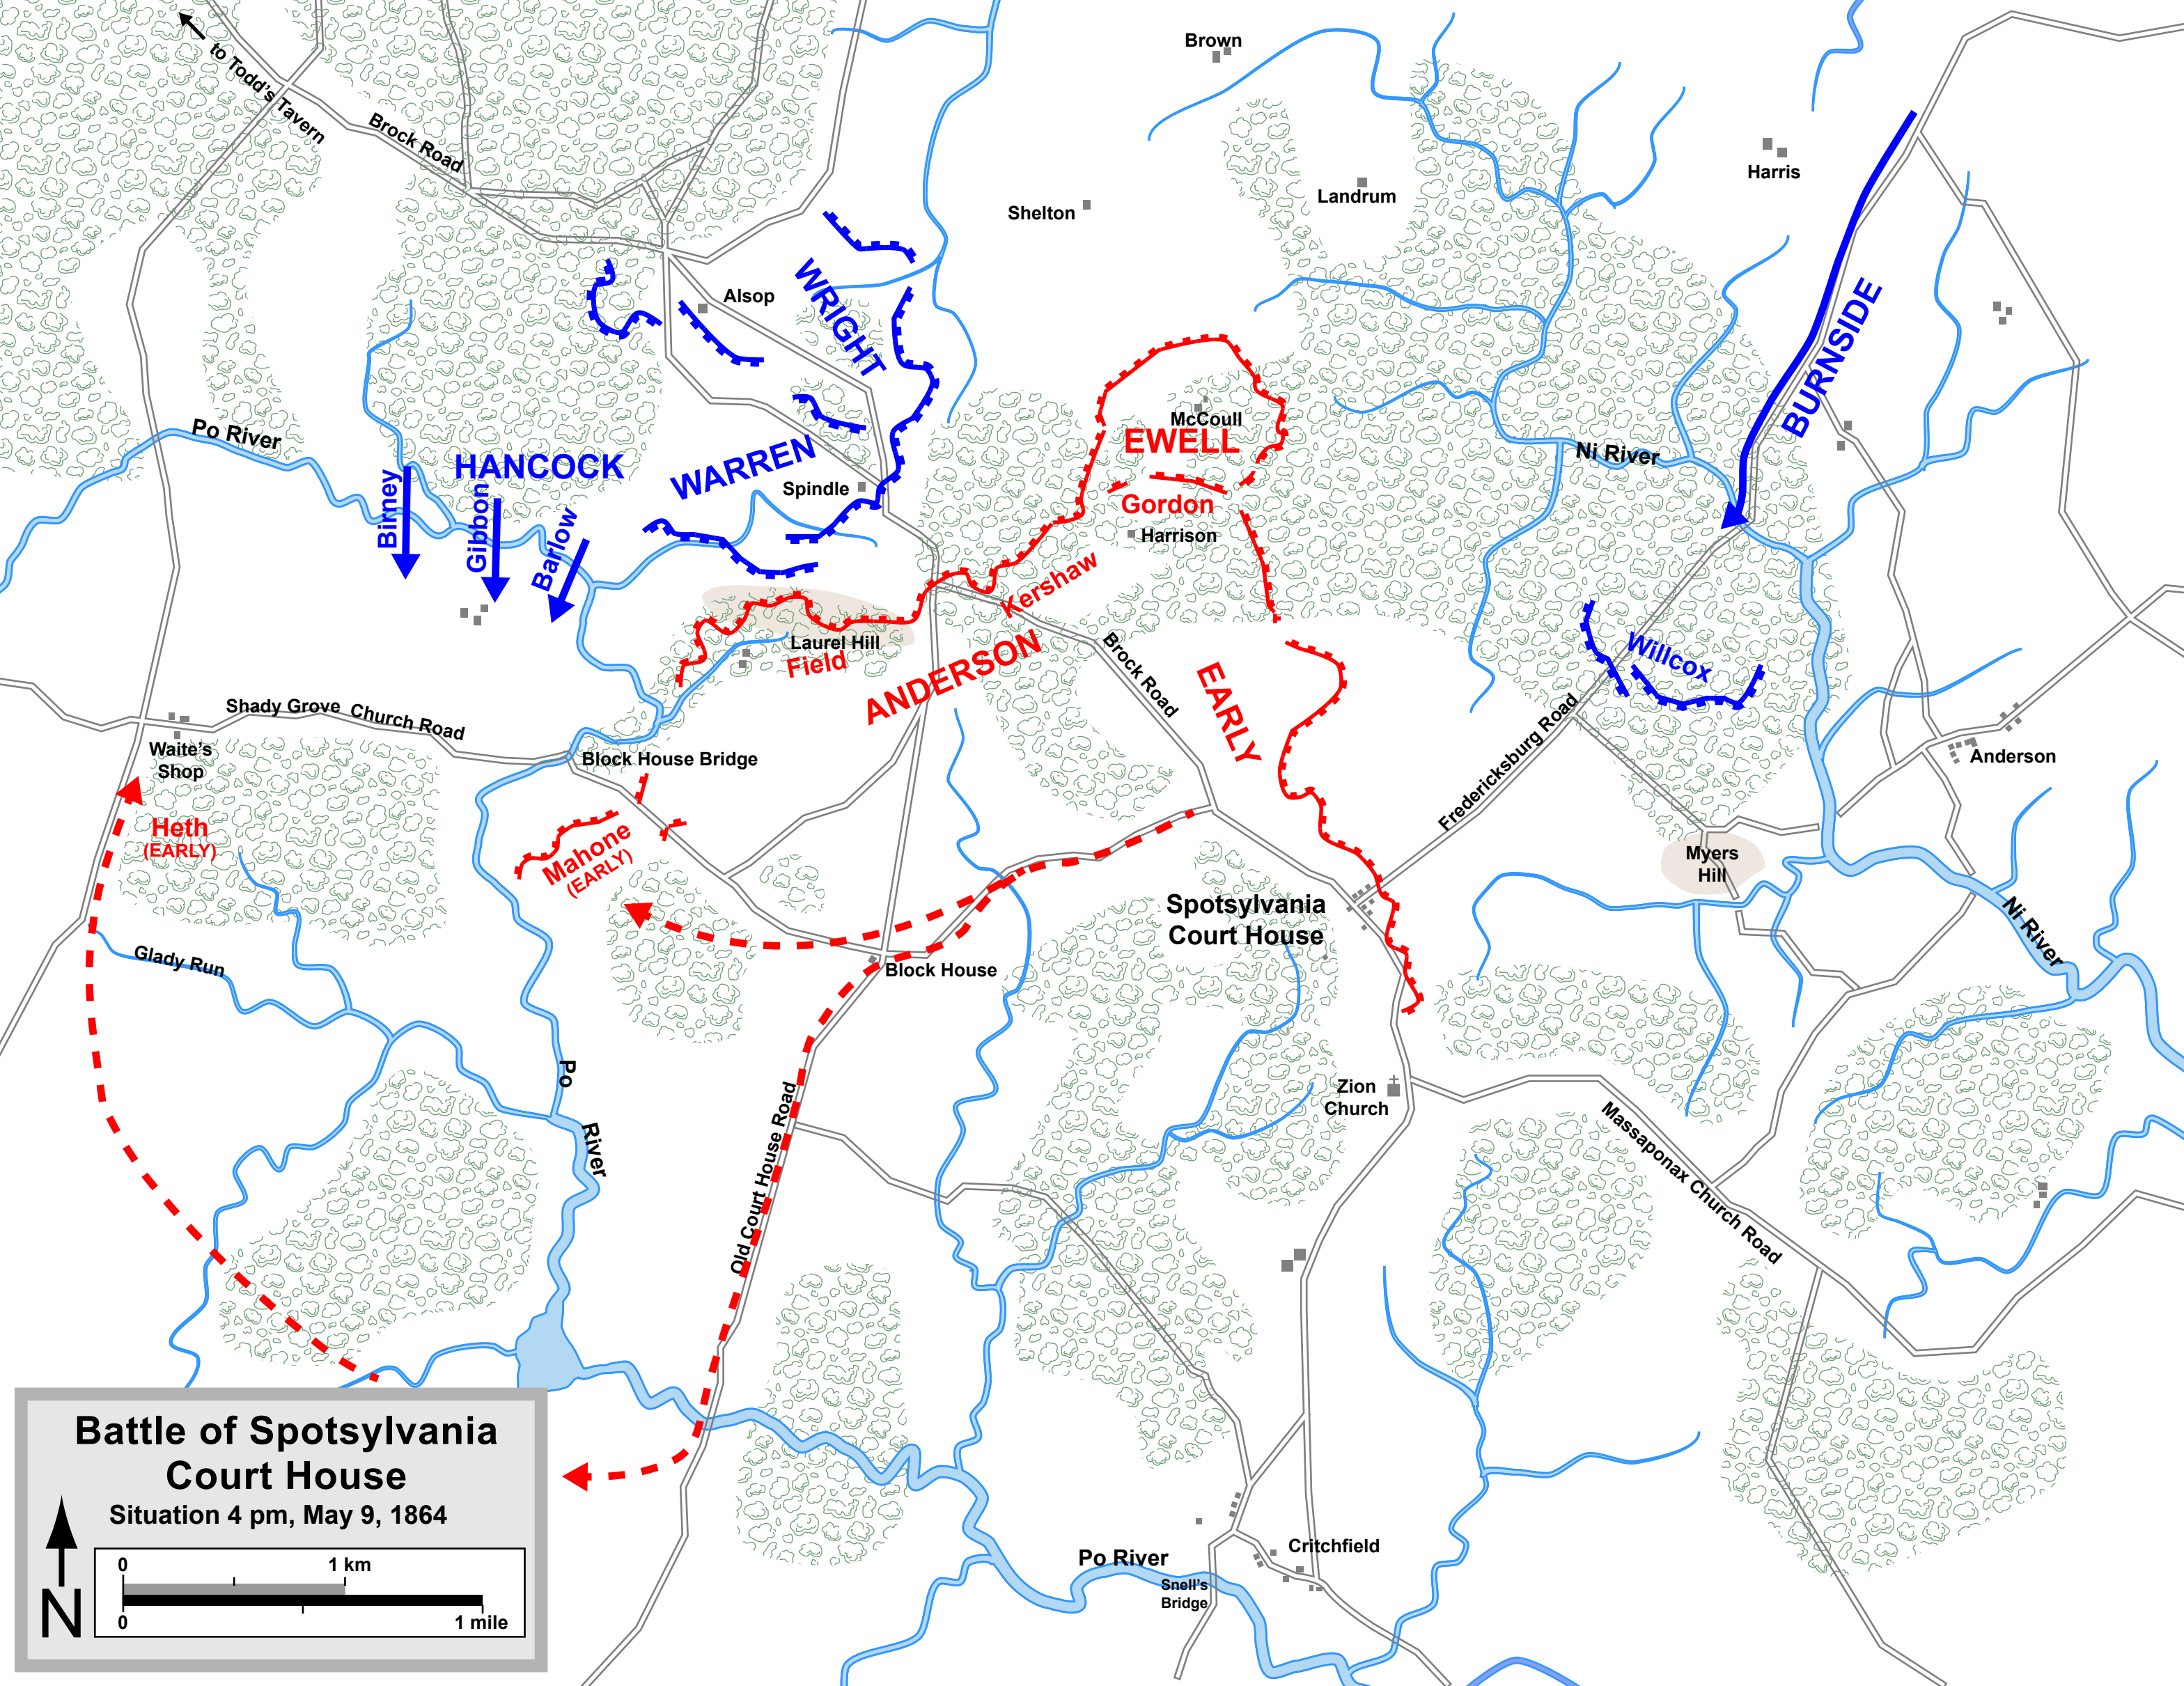 to Todd's Tavern
Brock Road
Brown
Harris
Landrum
Shelton
WRIGHT
Alsop
BURNSIDE
McCoull
EWELL
Po River
HANCOCK
WARREN
Ni River
Birney
Gibbon
Barlow
Spindle
Gordon
Harrison
Kershaw
Laurel Hill
Field
ANDERSON
Brock Road
EARLY
Willcox
Shady Grove Church Road
Waite's
Shop
Block House Bridge
Fredericksburg Road
Anderson
Heth
(EARLY)
Mahone
(EARLY)
Myers
Hill
Spotsylvania
Court House
Ni River
Glady Run
Block House
Po
River
Zion
Church
Old Court House Road
Massaponax Church Road
Critchfield
Po River
Snell's
Bridge
Battle of Spotsylvania
Court House
Situation 4 pm, May 9, 1864
0
1 km
N
0
1 mile